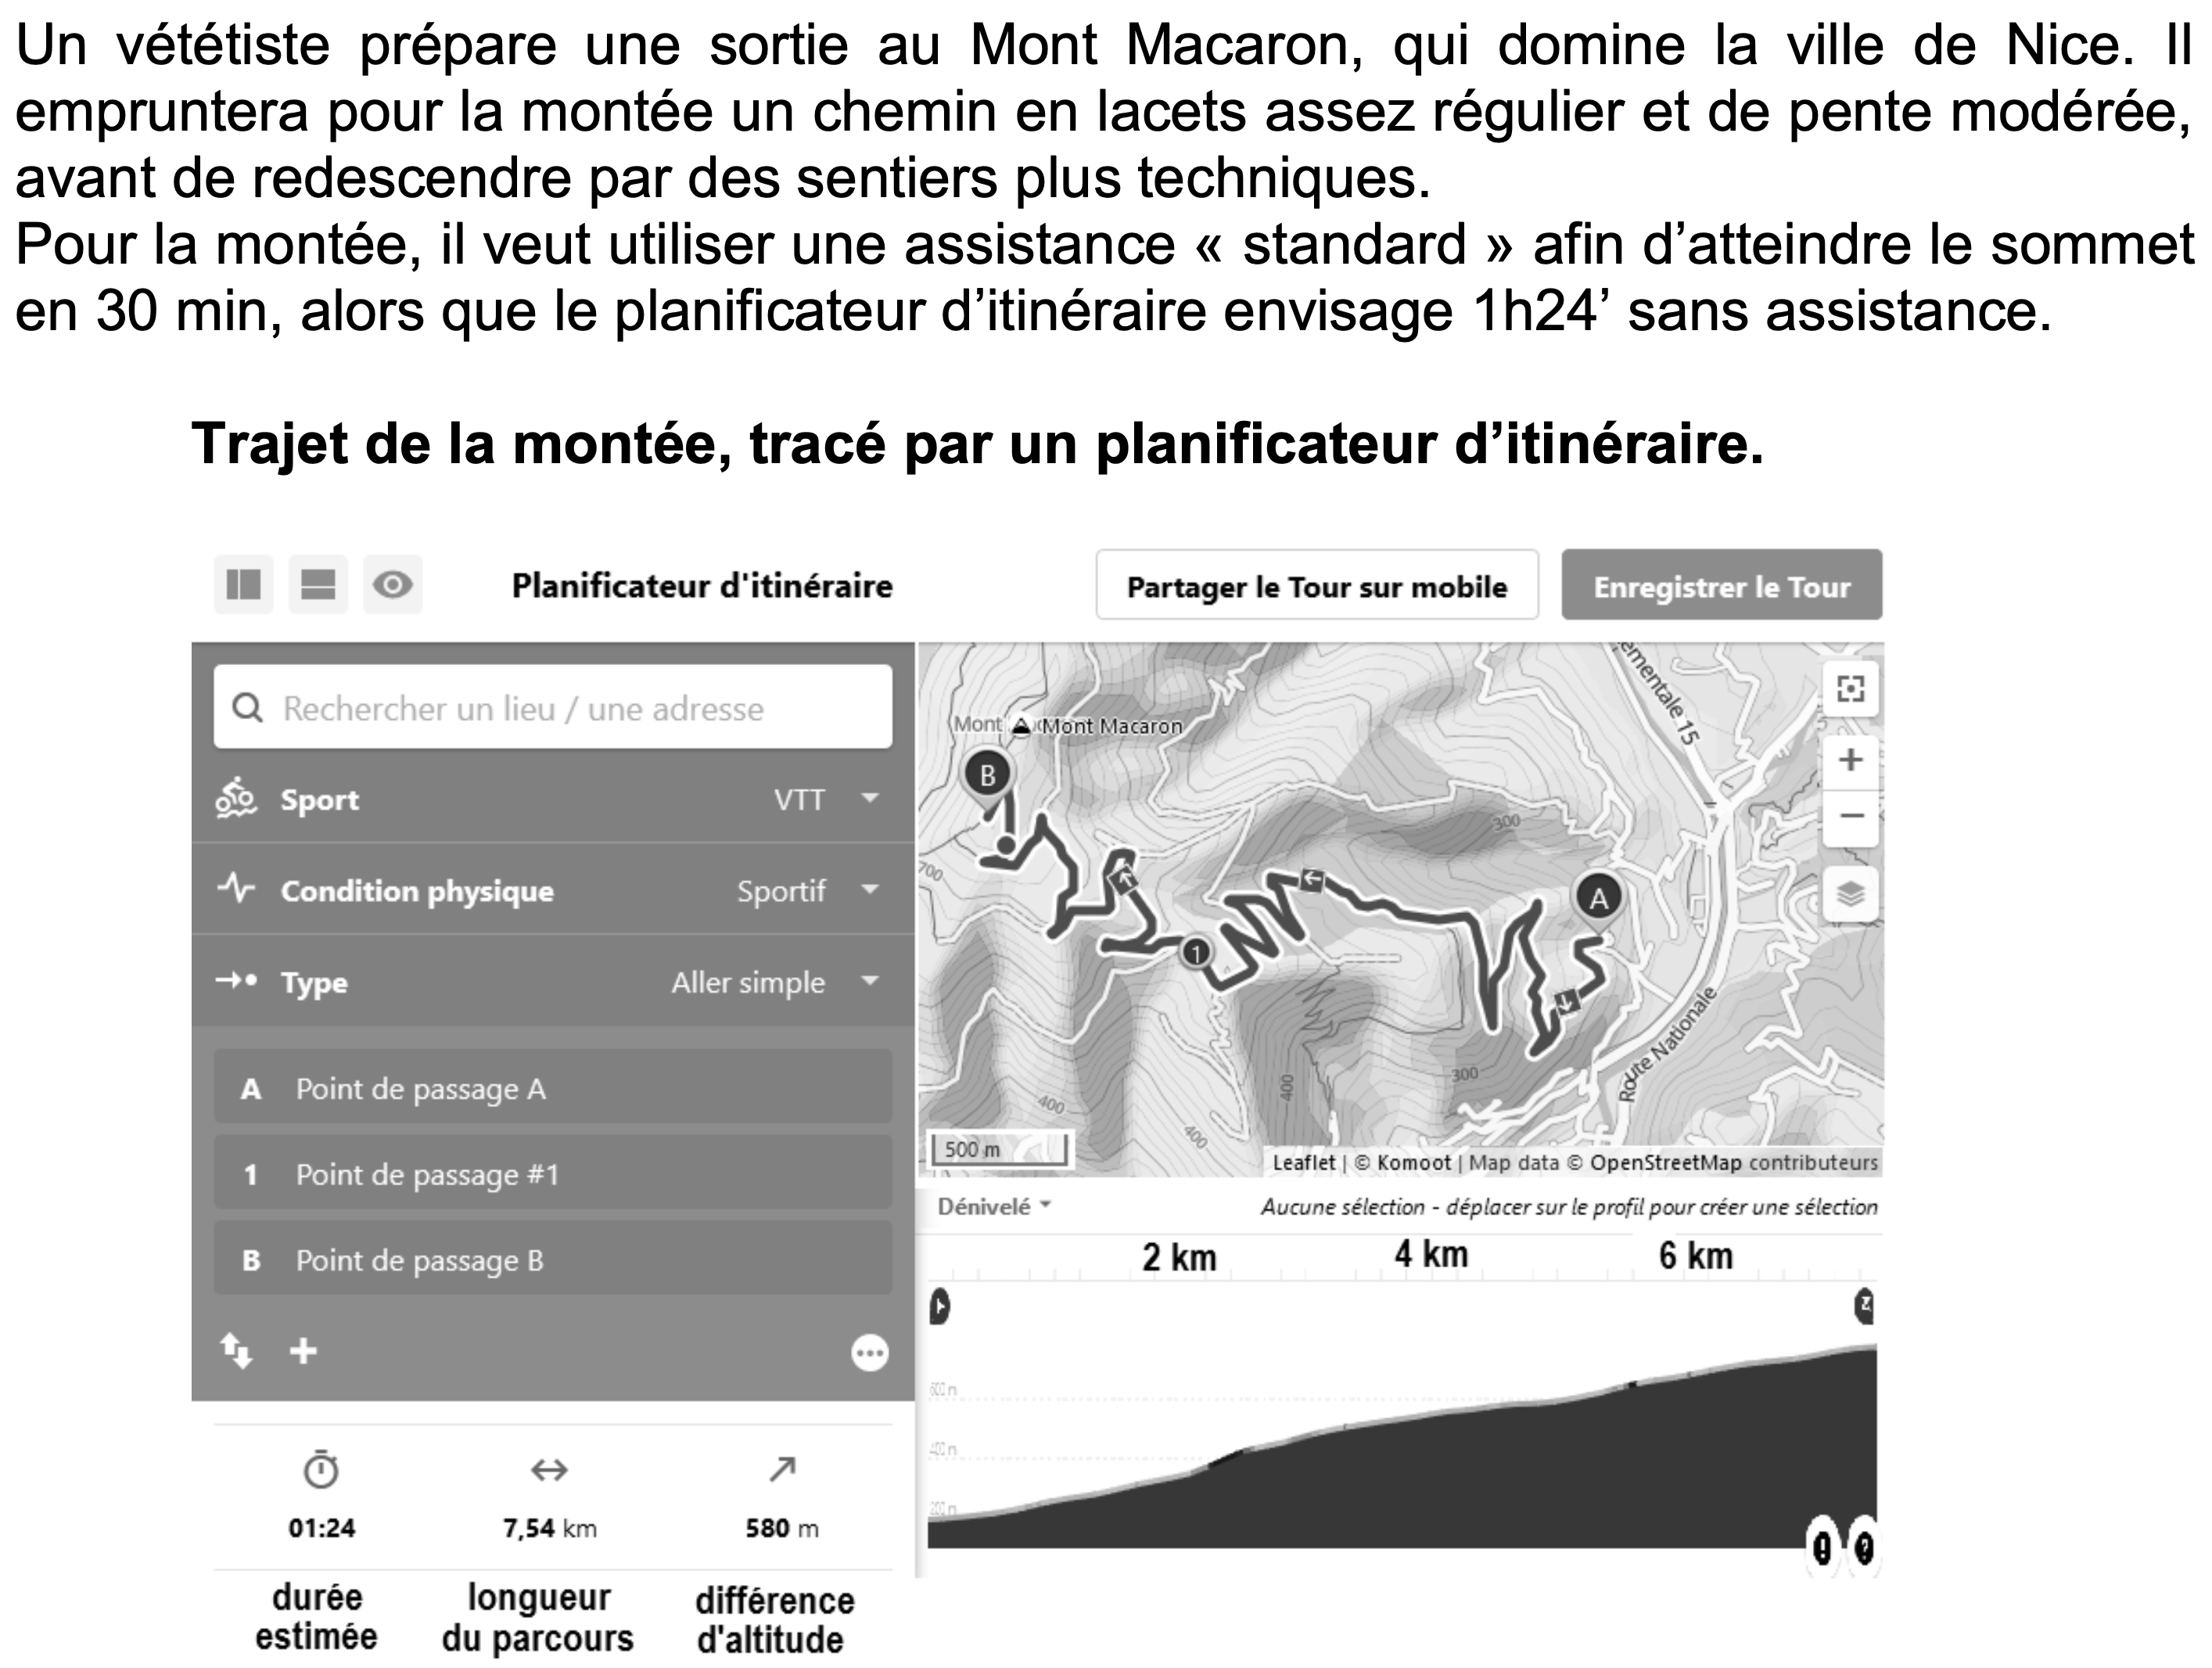 Un vététiste prépare une sortie au Mont Macaron, qui domine la ville de Nice. Il
empruntera pour la montée un chemin en lacets assez régulier et de pente modérée,
avant de redescendre par des sentiers plus techniques.
Pour la montée, il veut utiliser une assistance « standard » afin d’atteindre le sommet
en 30 min, alors que le planificateur d’itinéraire envisage 1h24’ sans assistance.
Trajet de la montée, tracé par un planificateur d’itinéraire.
Planificateur d'itinéraire
Partager le Tour sur mobile
Enregistrer le Tour
Rechercher un lieu / une adresse
Sport
VTT
Condition physique
Sportif
Type
Aller simple
A Point de passage A
1 Point de passage #1
B Point de passage B
01:24
7,54 km
580 m
durée
estimée
longueur
du parcours
différence
d'altitude
ementale 15
Mont
Mont Macaron
B
700
300
A
1
+
−
Route Nationale
300
400
400
400
500 m
Leaflet | © Komoot | Map data © OpenStreetMap contributeurs
Dénivelé
Aucune sélection - déplacer sur le profil pour créer une sélection
2 km
4 km
6 km
600 m
400 m
200 m